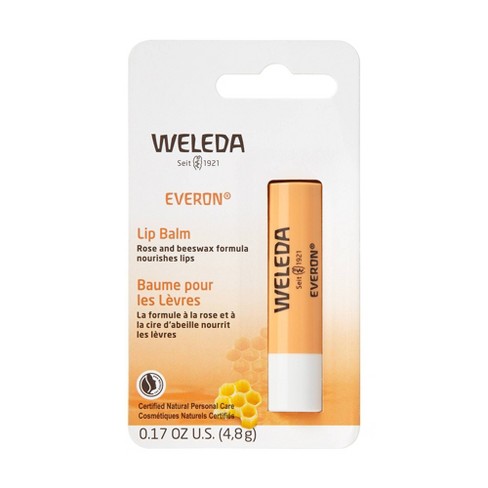 WELEDA
Seit 1921
EVERON®
Lip Balm
Rose and beeswax formula
nourishes lips
Baume pour
les Lèvres
La formule à la rose et à
la cire d'abeille nourrit
les lèvres
Certified Natural Personal Care
Cosmétiques Naturels Certifiée
0.17 OZ U.S. (4,8g)
WELEDA
Seit 1921
EVERON®